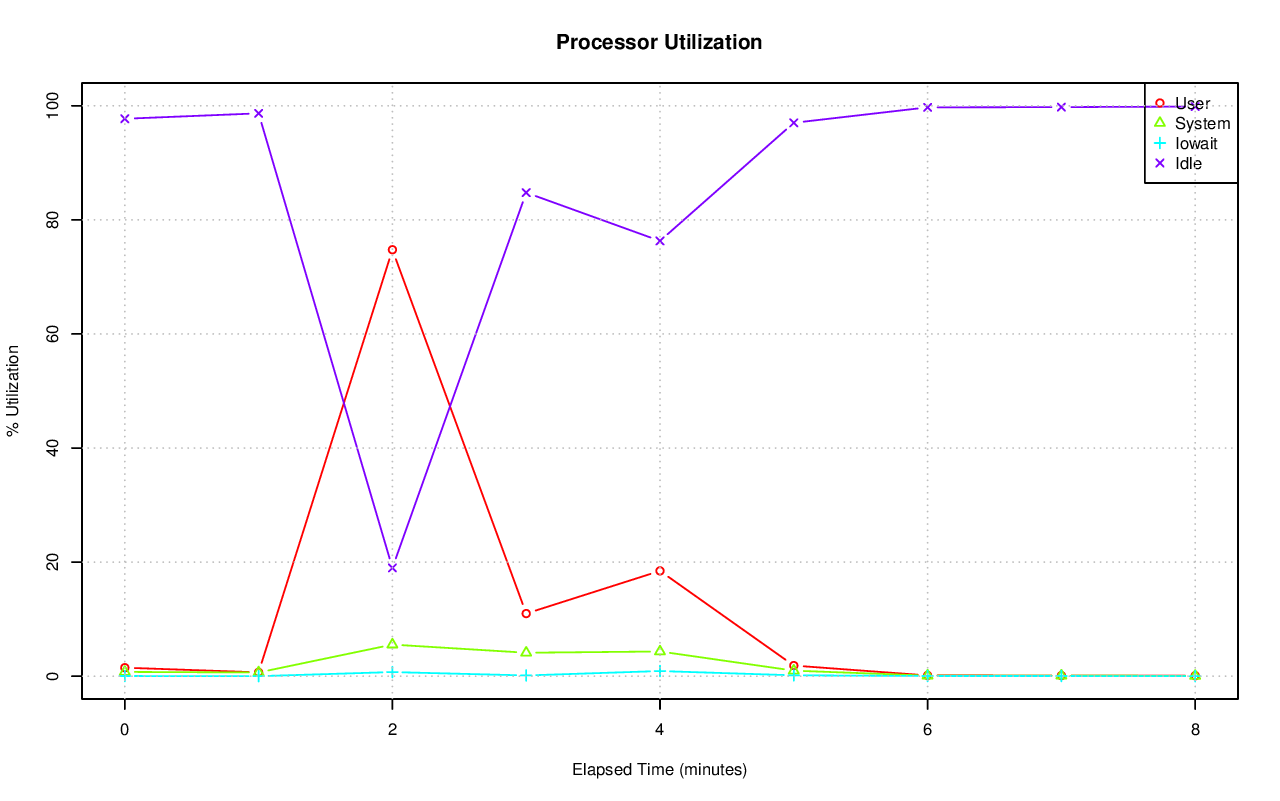 Processor Utilization
% Utilization
100
80
60
40
20
0
User
System
Iowait
Idle
0 2 4 6 8
Elapsed Time (minutes)